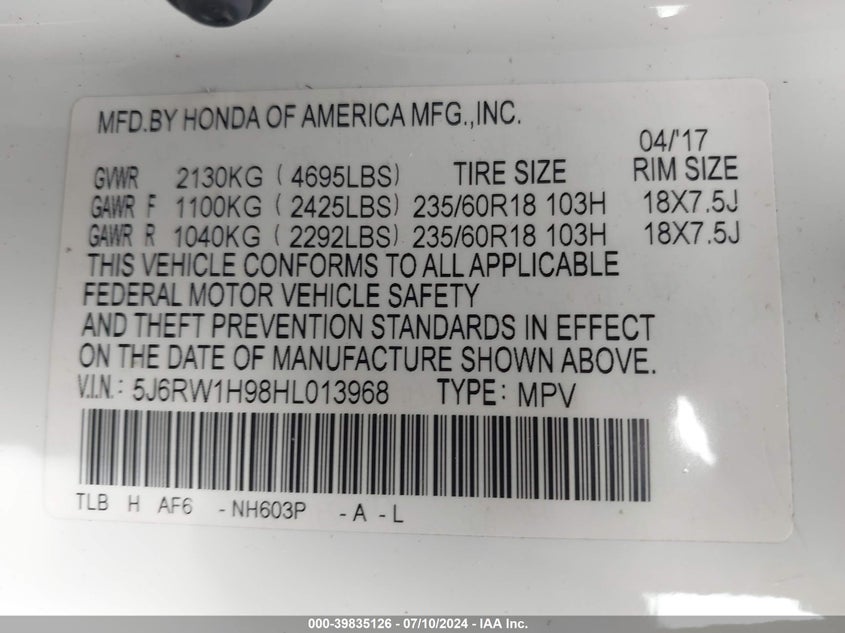 MFD.BY HONDA OF AMERICA MFG.,INC.
04/'17
GVWR 2130KG ( 4695LBS) TIRE SIZE RIM SIZE
GAWR F 1100KG ( 2425LBS) 235/60R18 103H 18X7.5J
GAWR R 1040KG ( 2292LBS) 235/60R18 103H 18X7.5J
THIS VEHICLE CONFORMS TO ALL APPLICABLE
FEDERAL MOTOR VEHICLE SAFETY
AND THEFT PREVENTION STANDARDS IN EFFECT
ON THE DATE OF MANUFACTURE SHOWN ABOVE.
V.I.N.: 5J6RW1H98HL013968 TYPE: MPV
TLB H AF6 -NH603P -A -L
000-39835126 - 07/10/2024 - IAA Inc.